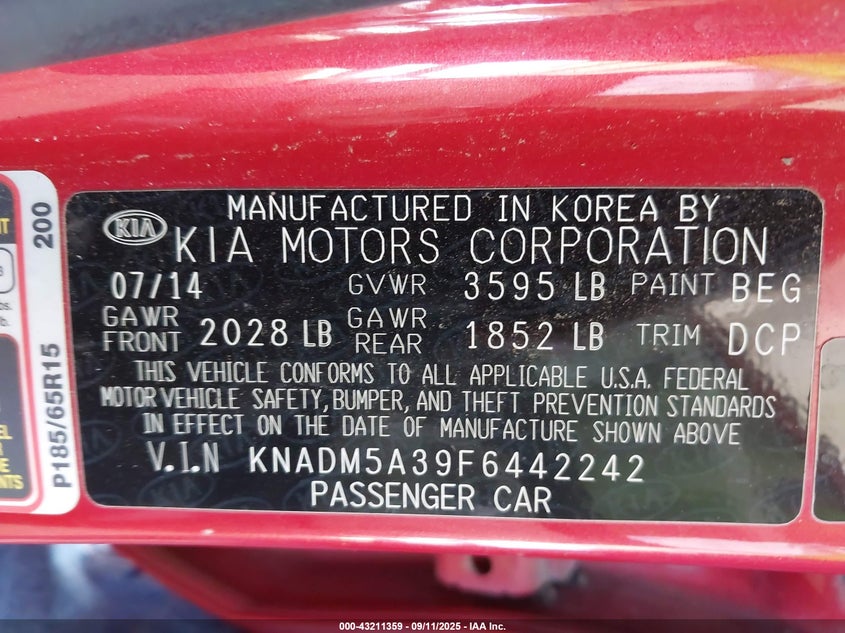 MANUFACTURED IN KOREA BY
KIA KIA MOTORS CORPORATION
07/14 GVWR 3595 LB PAINT BEG
GAWR FRONT 2028 LB GAWR REAR 1852 LB TRIM DCP
THIS VEHICLE CONFORMS TO ALL APPLICABLE U.S.A. FEDERAL
MOTOR VEHICLE SAFETY, BUMPER, AND THEFT PREVENTION STANDARDS
IN EFFECT ON THE DATE OF MANUFACTURE SHOWN ABOVE
V.I.N KNADM5A39F6442242
PASSENGER CAR
200
P185/65R15
000-43211359 - 09/11/2025 - IAA Inc.